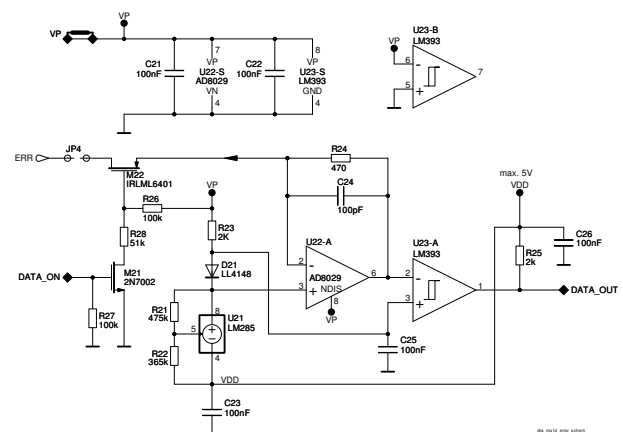 VP
VP
U23-B
LM393
VP
6
5
7
C21
100nF
7
VP
U22-S
AD8029
VN
4
C22
100nF
8
VP
U23-S
LM393
GND
4
ERR
JP4
M22
IRLML6401
R24
470
C24
100pF
max. 5V
VDD
R26
100k
VP
R23
2K
R28
51k
U22-A
AD8029
NDIS
2
3
6
8
VP
U23-A
LM393
2
3
1
R25
2k
C26
100nF
DATA_ON
M21
2N7002
D21
LL4148
DATA_OUT
R27
100k
R21
475k
R22
365k
5
8
U21
LM285
4
C25
100nF
VDD
C23
100nF